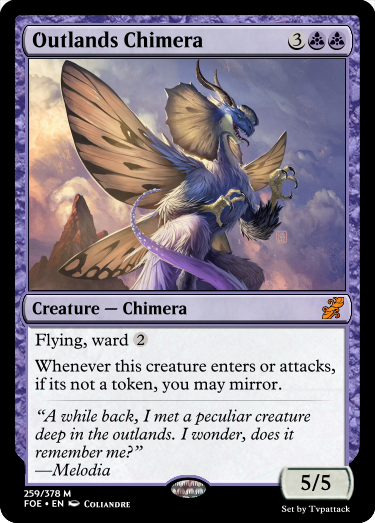 Outlands Chimera 3
Creature — Chimera
Flying, ward 2
Whenever this creature enters or attacks,
if its not a token, you may mirror.
“A while back, I met a peculiar creature
deep in the outlands. I wonder, does it
remember me?”
—Melodia
5/5
259/378 M
FOE • EN Coliandre
Set by Tvpattack